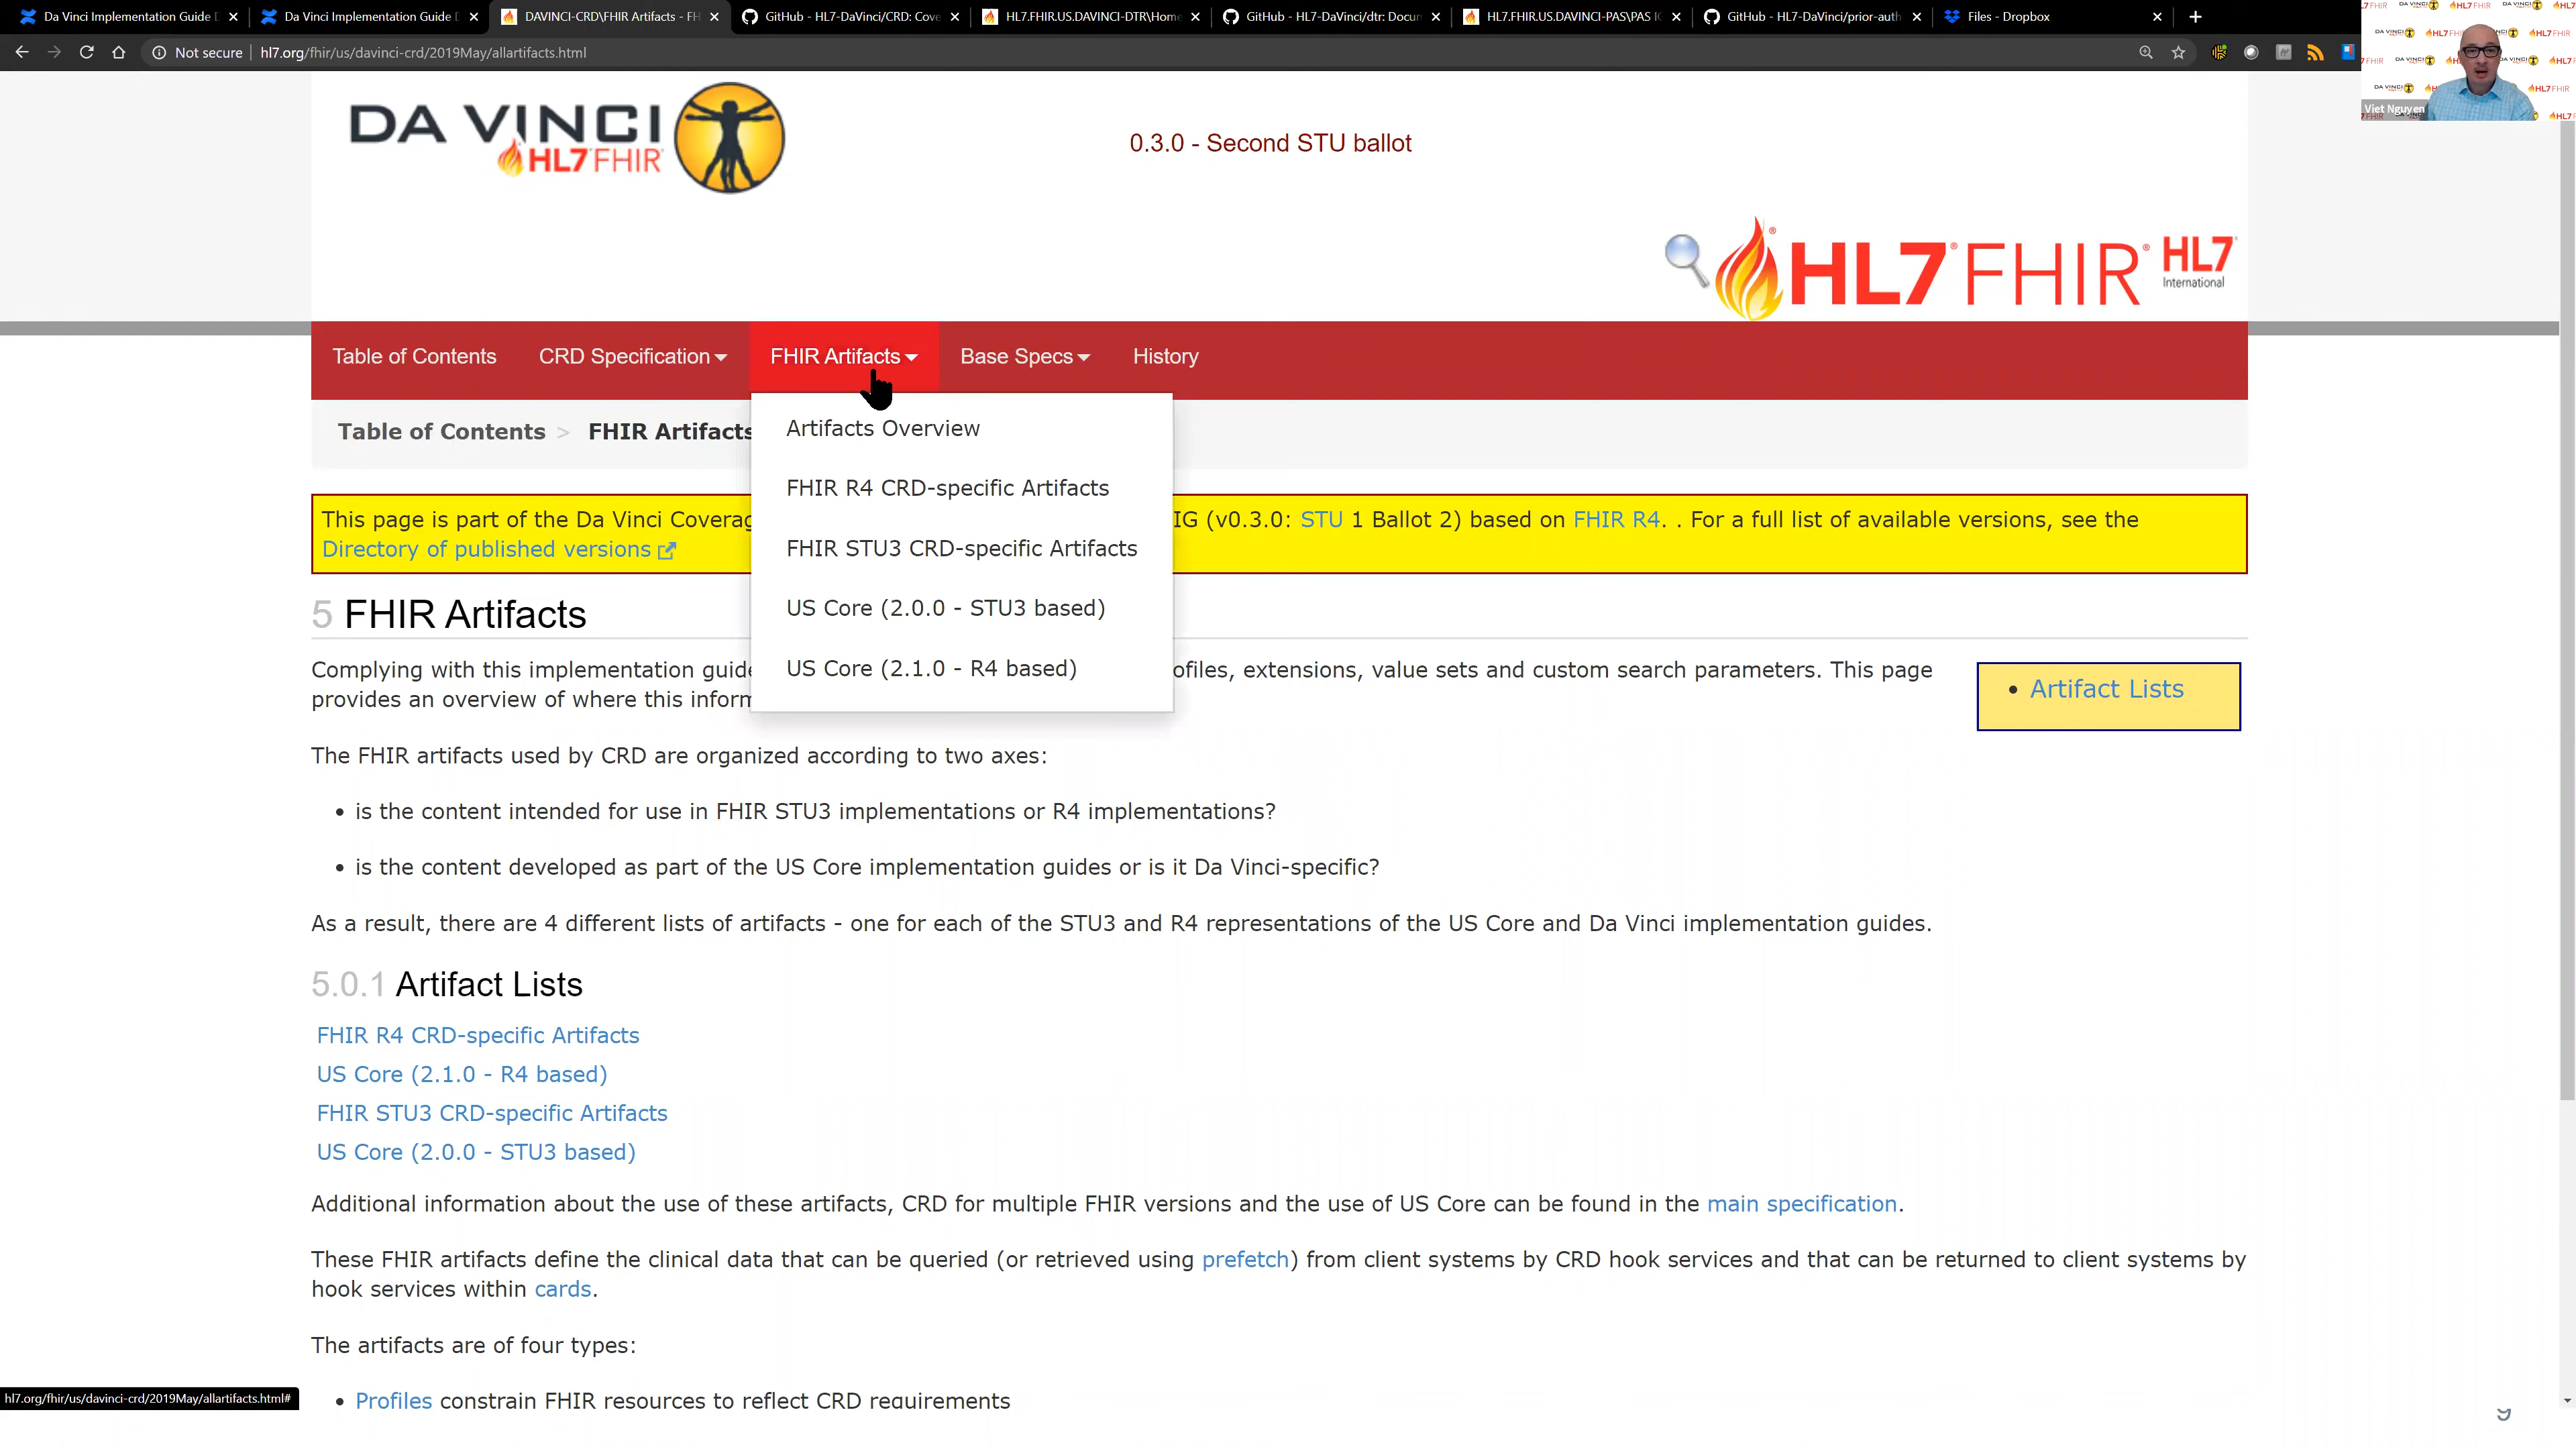 Da Vinci Implementation Guide D
Da Vinci Implementation Guide D
DAVINCI-CRD\FHIR Artifacts - FH
GitHub - HL7-DaVinci/CRD: Cove
HL7.FHIR.US.DAVINCI-DTR\Home
GitHub - HL7-DaVinci/dtr: Docum
HL7.FHIR.US.DAVINCI-PAS\PAS IG
GitHub - HL7-DaVinci/prior-auth
Files - Dropbox
Not secure
hl7.org/fhir/us/davinci-crd/2019May/allartifacts.html
Viet Nguyen
DA VINCI
HL7 FHIR
0.3.0 - Second STU ballot
HL7® FHIR®
HL7
International
Table of Contents
CRD Specification
FHIR Artifacts
Base Specs
History
Table of Contents > FHIR Artifacts
Artifacts Overview
FHIR R4 CRD-specific Artifacts
FHIR STU3 CRD-specific Artifacts
US Core (2.0.0 - STU3 based)
US Core (2.1.0 - R4 based)
This page is part of the Da Vinci Coverag IG (v0.3.0: STU 1 Ballot 2) based on FHIR R4. . For a full list of available versions, see the
Directory of published versions
5 FHIR Artifacts
Complying with this implementation guide ofiles, extensions, value sets and custom search parameters. This page
provides an overview of where this inform
• Artifact Lists
The FHIR artifacts used by CRD are organized according to two axes:
• is the content intended for use in FHIR STU3 implementations or R4 implementations?
• is the content developed as part of the US Core implementation guides or is it Da Vinci-specific?
As a result, there are 4 different lists of artifacts - one for each of the STU3 and R4 representations of the US Core and Da Vinci implementation guides.
5.0.1 Artifact Lists
FHIR R4 CRD-specific Artifacts
US Core (2.1.0 - R4 based)
FHIR STU3 CRD-specific Artifacts
US Core (2.0.0 - STU3 based)
Additional information about the use of these artifacts, CRD for multiple FHIR versions and the use of US Core can be found in the main specification.
These FHIR artifacts define the clinical data that can be queried (or retrieved using prefetch) from client systems by CRD hook services and that can be returned to client systems by
hook services within cards.
The artifacts are of four types:
• Profiles constrain FHIR resources to reflect CRD requirements
hl7.org/fhir/us/davinci-crd/2019May/allartifacts.html#